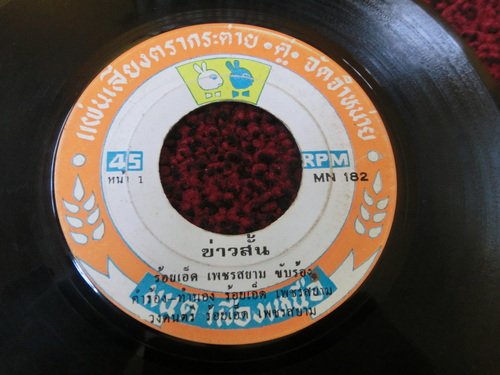 แผ่นเสียงตรากระต่าย • คู่ • จัดจำหน่าย
45 RPM
หน้า 1 MN 182
ข่าวสั้น
ร้อยเอ็ด เพชรสยาม ขับร้อง
คำร้อง-ทำนอง ร้อยเอ็ด เพชรสยาม
วงดนตรี ร้อยเอ็ด เพชรสยาม